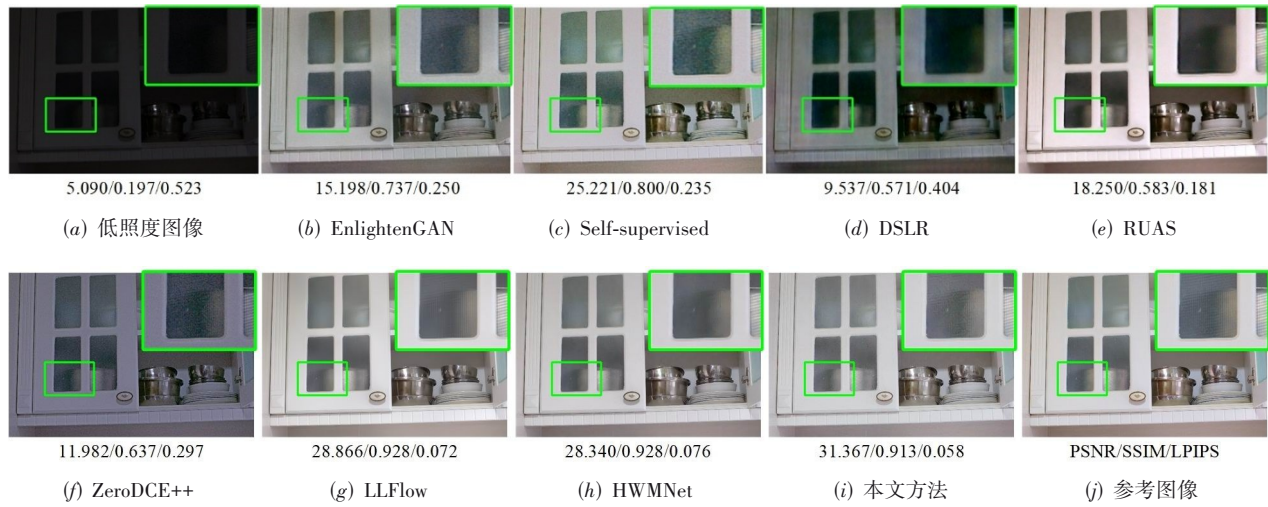 5.090/0.197/0.523 15.198/0.737/0.250 25.221/0.800/0.235 9.537/0.571/0.404 18.250/0.583/0.181
(a) 低照度图像 (b) EnlightenGAN (c) Self-supervised (d) DSLR (e) RUAS
11.982/0.637/0.297 28.866/0.928/0.072 28.340/0.928/0.076 31.367/0.913/0.058 PSNR/SSIM/LPIPS
(f) ZeroDCE++ (g) LLFlow (h) HWMNet (i) 本文方法 (j) 参考图像